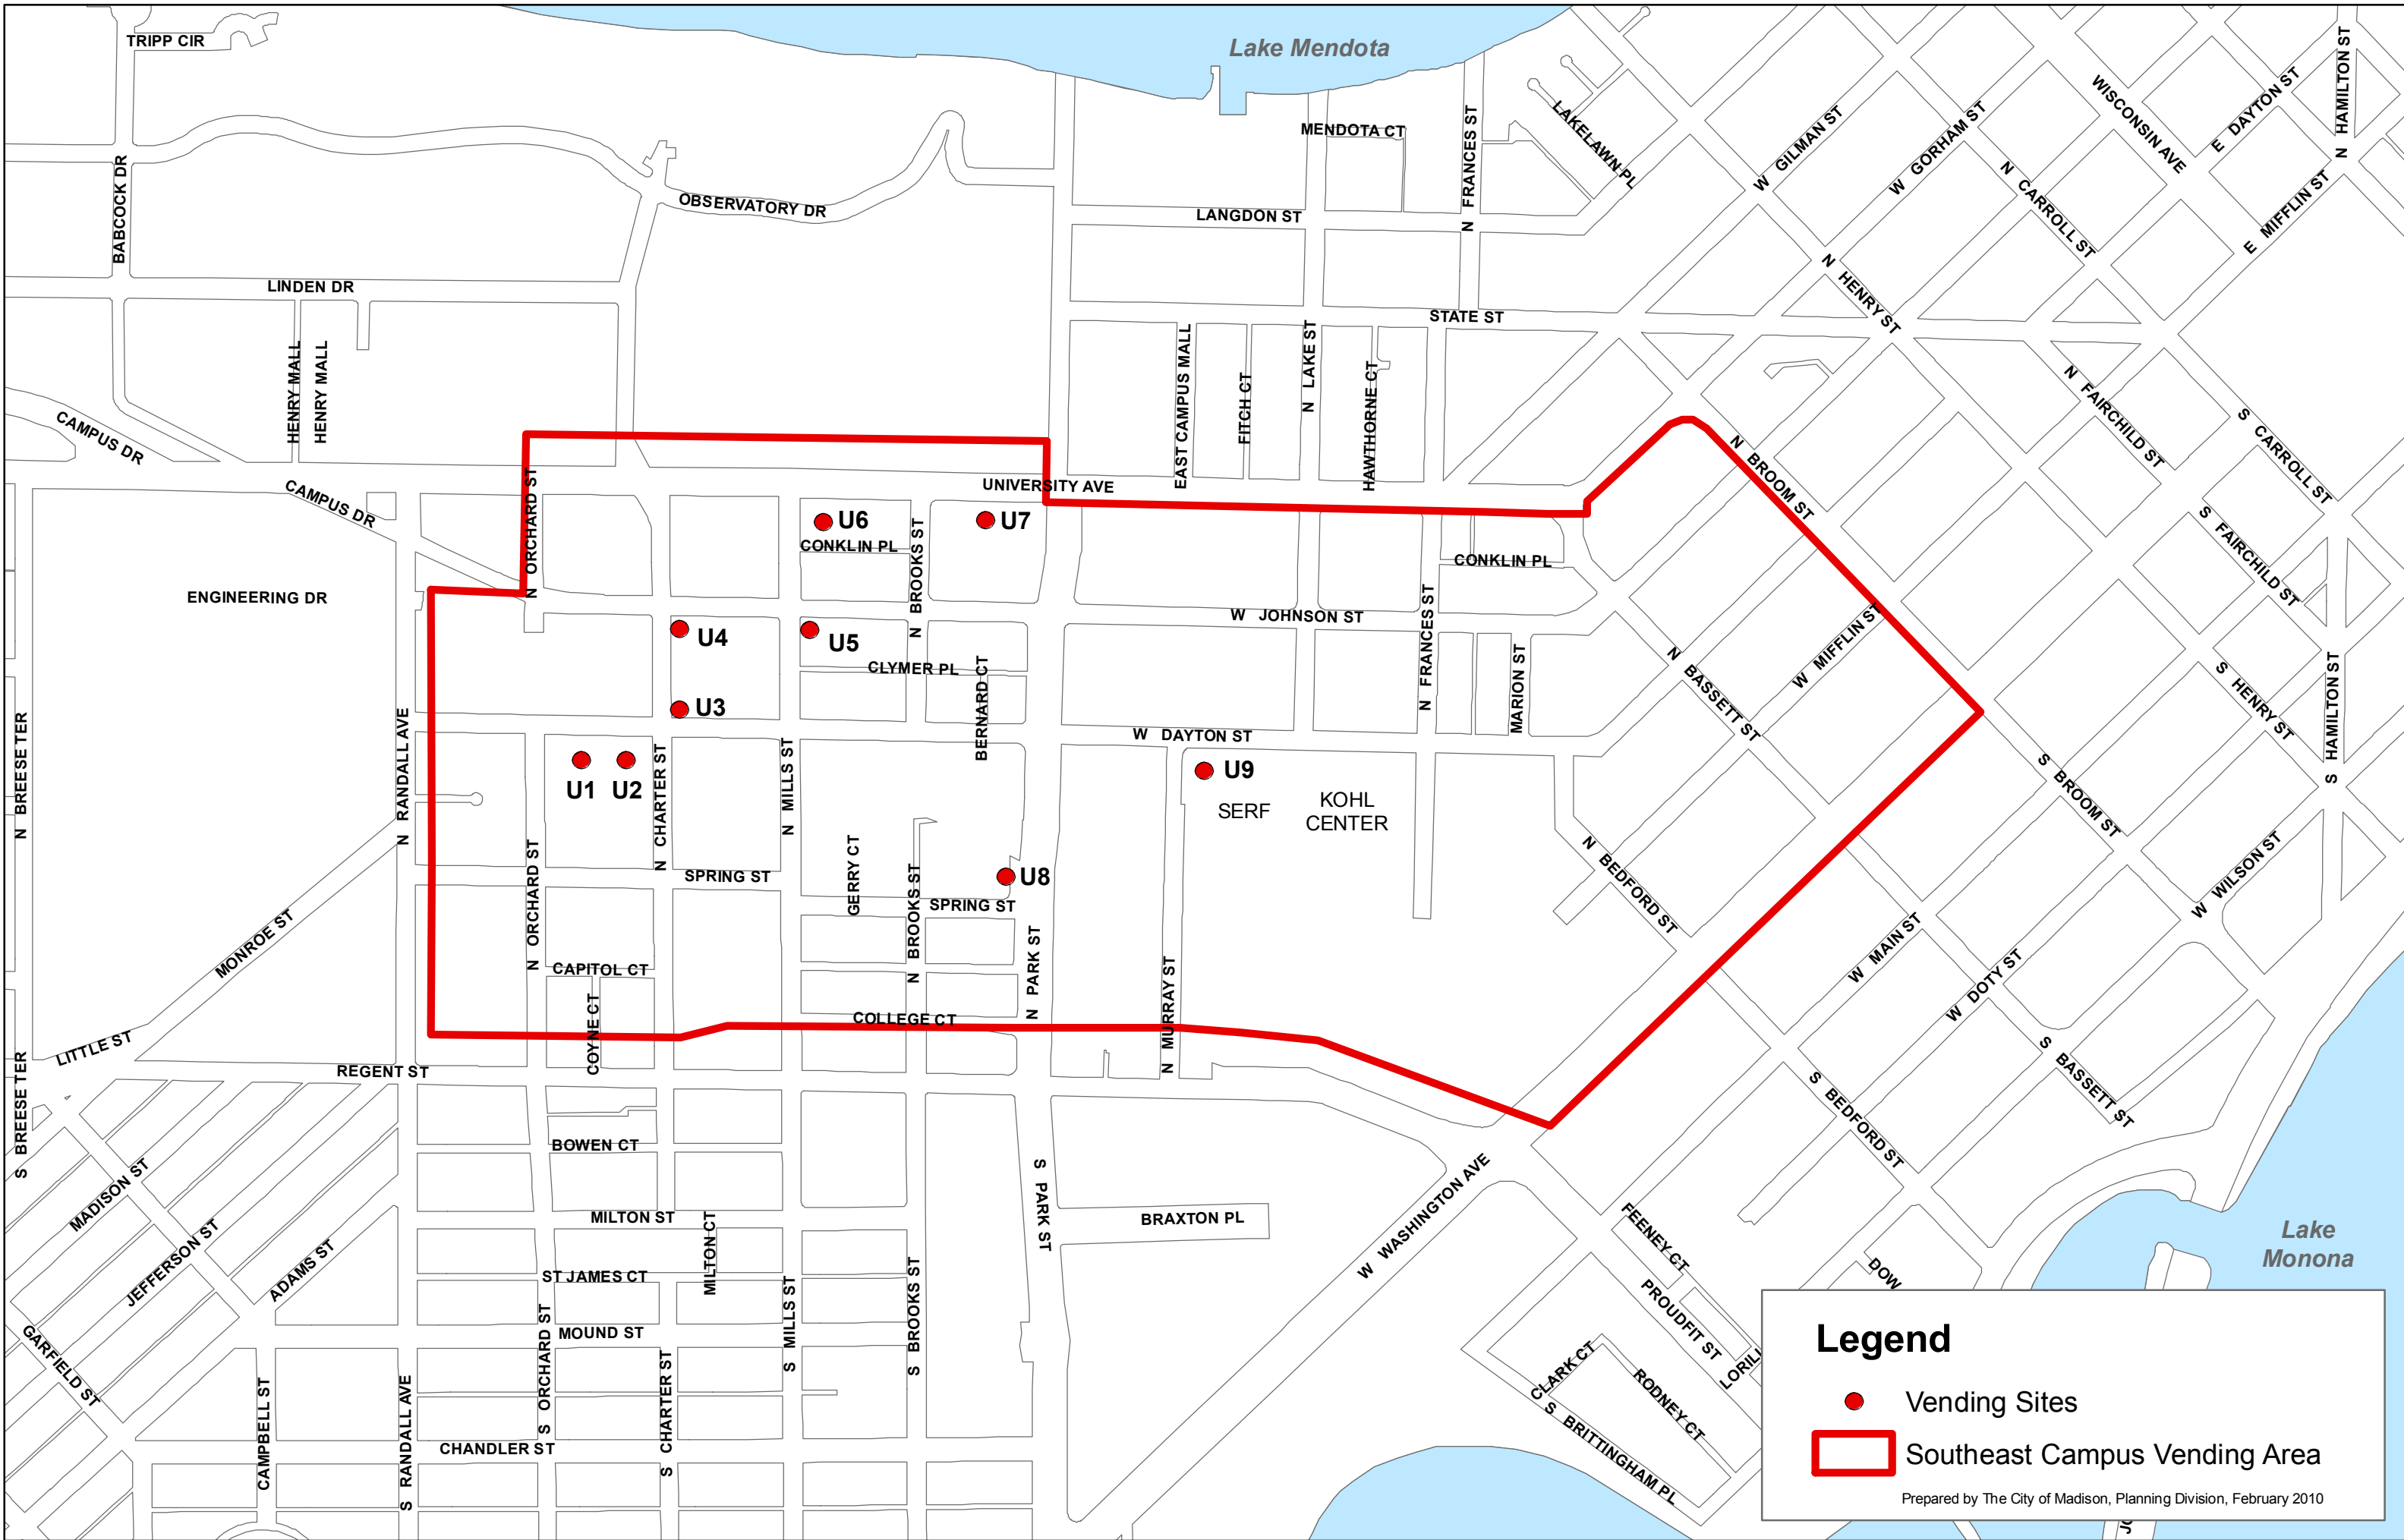 TRIPP CIR
Lake Mendota
BABCOCK DR
OBSERVATORY DR
MENDOTA CT
N FRANCES ST
LAKELAWN PL
LANGDON ST
W GILMAN ST
W GORHAM ST
WISCONSIN AVE
E DAYTON ST
N HAMILTON ST
N CARROLL ST
E MIFFLIN ST
LINDEN DR
HENRY MALL
HENRY MALL
STATE ST
N HENRY ST
EAST CAMPUS MALL
FITCH CT
N LAKE ST
HAWTHORNE CT
N FAIRCHILD ST
S CARROLL ST
CAMPUS DR
CAMPUS DR
N ORCHARD ST
UNIVERSITY AVE
N BROOM ST
U6
U7
CONKLIN PL
N BROOKS ST
CONKLIN PL
S FAIRCHILD ST
ENGINEERING DR
W JOHNSON ST
U4
U5
CLYMER PL
BERNARD CT
N FRANCES ST
MARION ST
N BASSETT ST
W MIFFLIN ST
S HENRY ST
S HAMILTON ST
U3
W DAYTON ST
N BREESE TER
N RANDALL AVE
U1
U2
N CHARTER ST
N MILLS ST
U9
SERF
KOHL
CENTER
S BROOM ST
N ORCHARD ST
SPRING ST
GERRY CT
N BROOKS ST
U8
SPRING ST
N BEDFORD ST
W WILSON ST
MONROE ST
CAPITOL CT
COYNE CT
N PARK ST
N MURRAY ST
W MAIN ST
W DOTY ST
COLLEGE CT
LITTLE ST
REGENT ST
S BASSETT ST
S BREESE TER
S BEDFORD ST
BOWEN CT
MADISON ST
JEFFERSON ST
ADAMS ST
MILTON ST
MILTON CT
S PARK ST
BRAXTON PL
W WASHINGTON AVE
FEENEY CT
Lake
Monona
ST JAMES CT
DOW
PROUDFIT ST
S ORCHARD ST
MOUND ST
S MILLS ST
S BROOKS ST
GARFIELD ST
CAMPBELL ST
S RANDALL AVE
S CHARTER ST
CLARK CT
RODNEY CT
S BRITTINGHAM PL
CHANDLER ST
Legend
Vending Sites
Southeast Campus Vending Area
Prepared by The City of Madison, Planning Division, February 2010